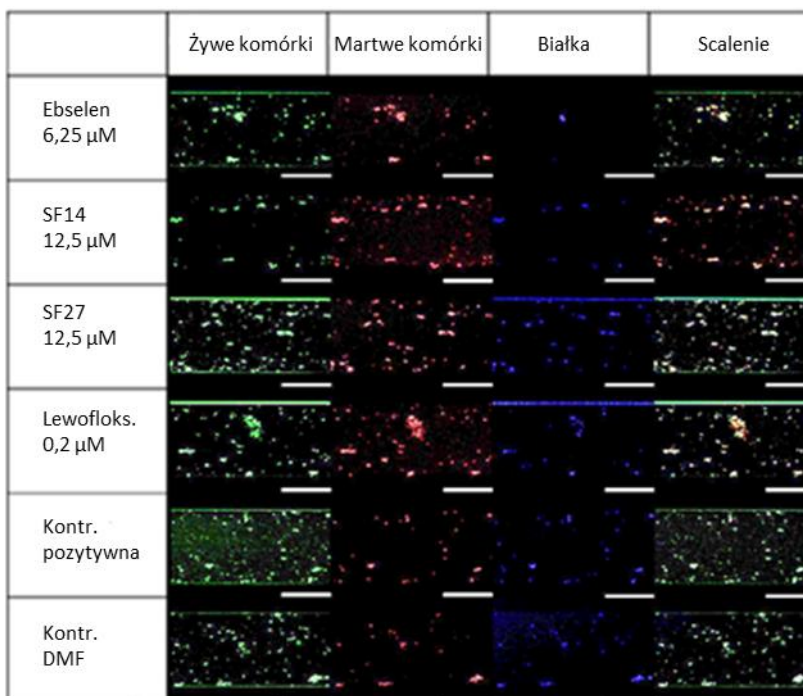 Żywe komórki Martwe komórki Białka Scalenie
Ebselen
6,25 µM
SF14
12,5 µM
SF27
12,5 µM
Lewofloks.
0,2 µM
Kontr.
pozytywna
Kontr.
DMF